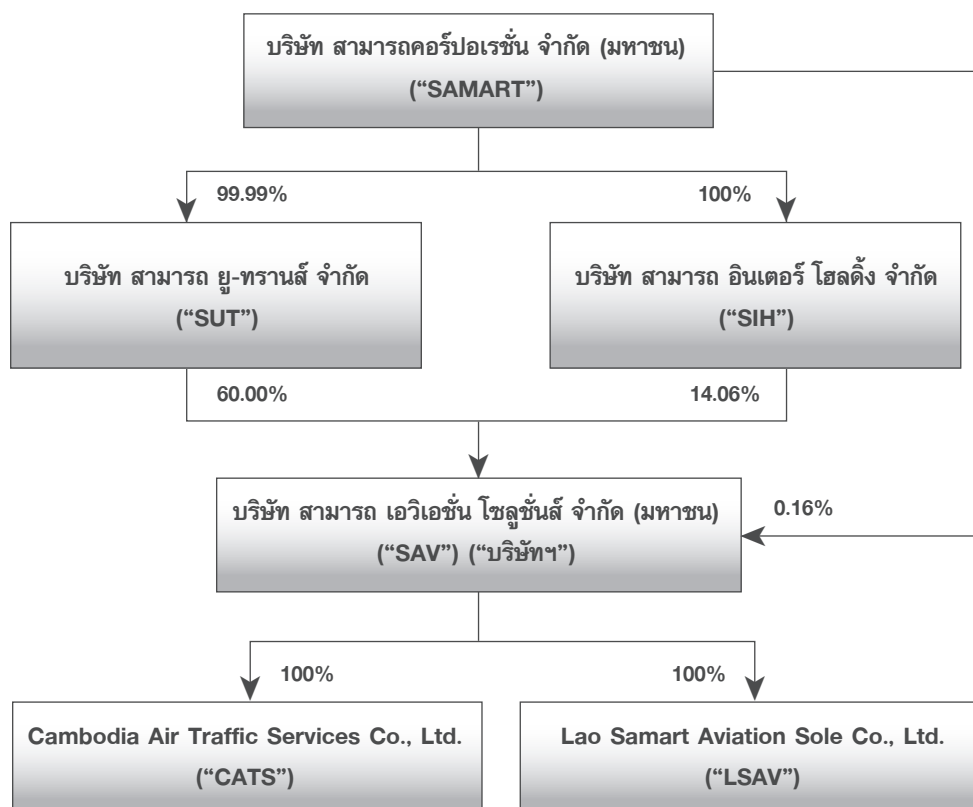 บริษัท สามารถคอร์ปอเรชั่น จำกัด (มหาชน)
(“SAMART”)
99.99%
100%
บริษัท สามารถ ยู-ทรานส์ จำกัด
(“SUT”)
บริษัท สามารถ อินเตอร์ โฮลดิ้ง จำกัด
(“SIH”)
60.00%
14.06%
บริษัท สามารถ เอวิเอชั่น โซลูชั่นส์ จำกัด (มหาชน)
(“SAV”) (“บริษัทฯ”)
0.16%
100%
100%
Cambodia Air Traffic Services Co., Ltd.
(“CATS”)
Lao Samart Aviation Sole Co., Ltd.
(“LSAV”)